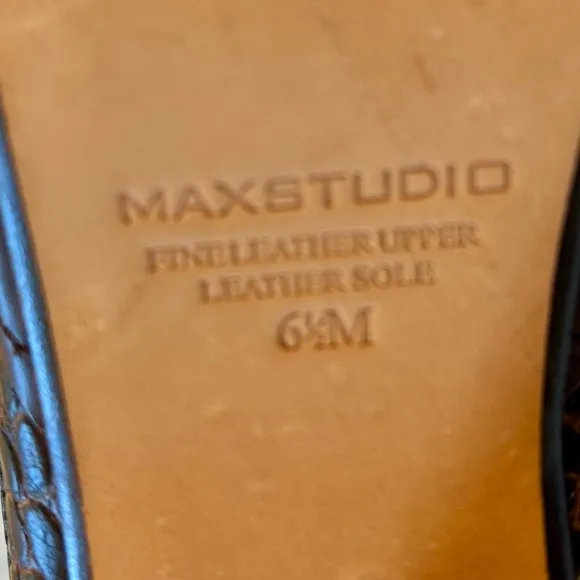 MAXSTUDIO
FINE LEATHER UPPER
LEATHER SOLE
6½M